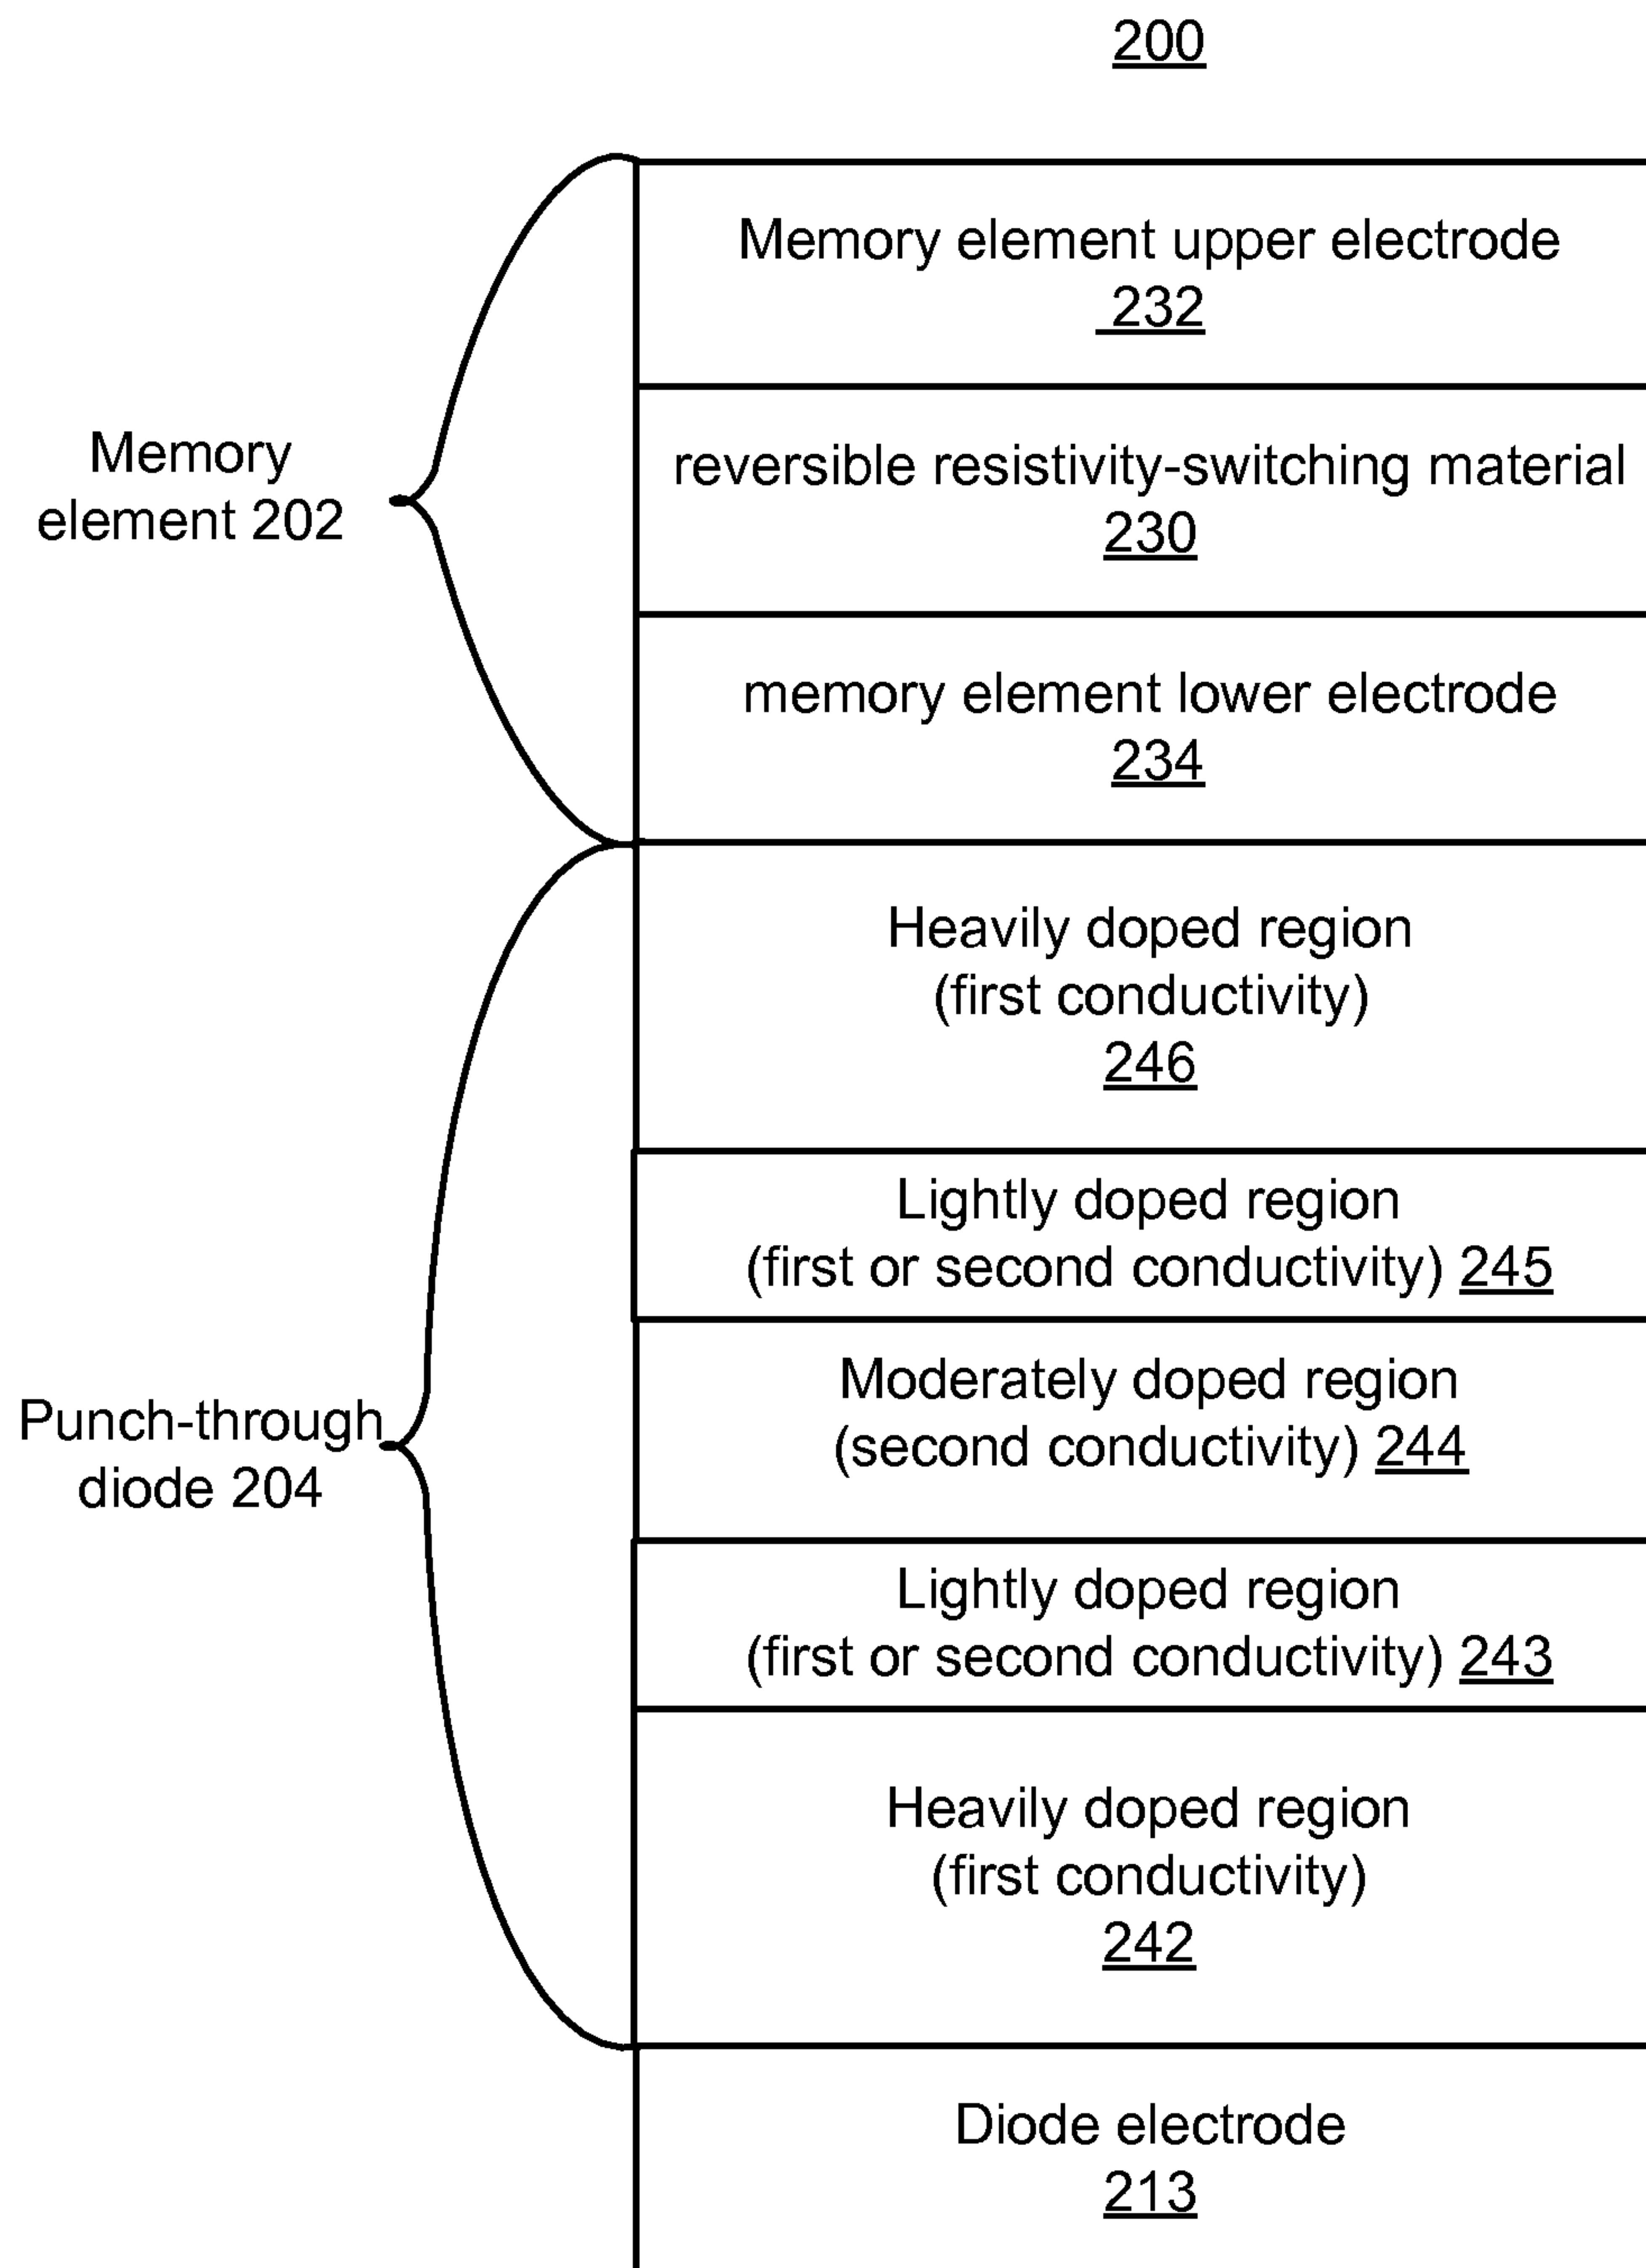 200
Memory element upper electrode
232
reversible resistivity-switching material
230
Memory
element 202
memory element lower electrode
234
Heavily doped region
(first conductivity)
246
Lightly doped region
(first or second conductivity) 245
Moderately doped region
(second conductivity) 244
Punch-through
diode 204
Lightly doped region
(first or second conductivity) 243
Heavily doped region
(first conductivity)
242
Diode electrode
213